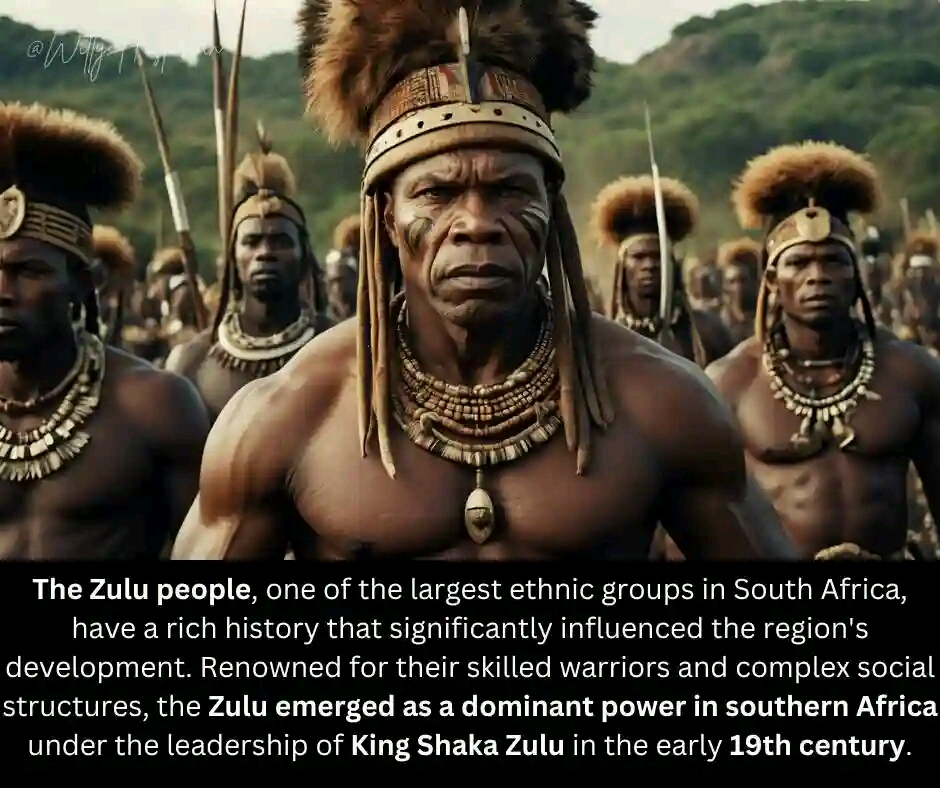 The Zulu people, one of the largest ethnic groups in South Africa,
have a rich history that significantly influenced the region's
development. Renowned for their skilled warriors and complex social
structures, the Zulu emerged as a dominant power in southern Africa
under the leadership of King Shaka Zulu in the early 19th century.